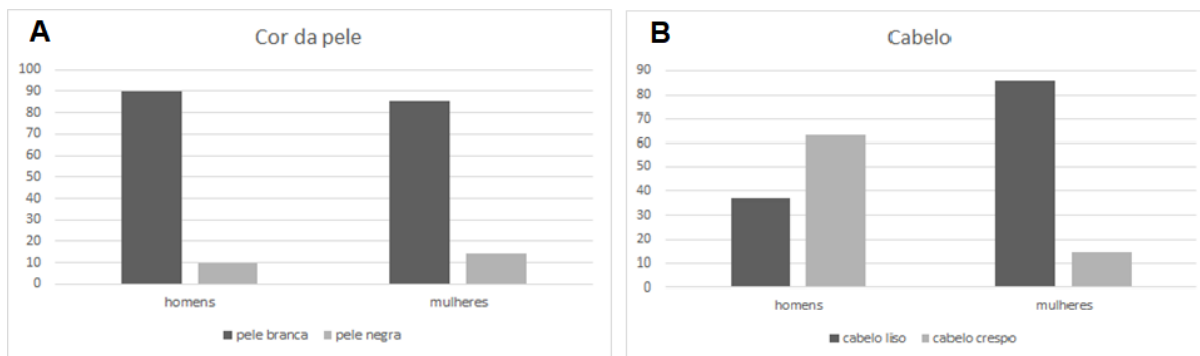 A
Cor da pele
100
90
80
70
60
50
40
30
20
10
0
homens
mulheres
pele branca
pele negra
B
Cabelo
90
80
70
60
50
40
30
20
10
0
homens
mulheres
cabelo liso
cabelo crespo